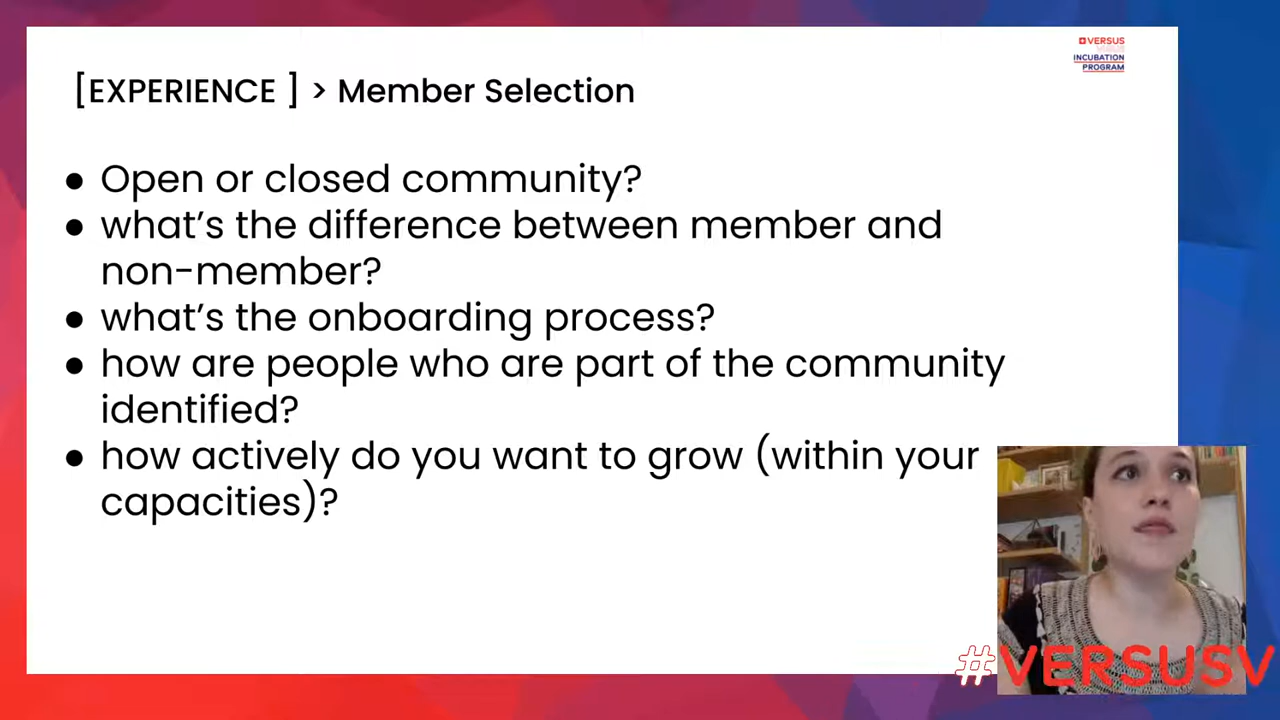 VERSUS
INCUBATION
PROGRAM
[EXPERIENCE ] > Member Selection
● Open or closed community?
● what's the difference between member and
non-member?
● what's the onboarding process?
● how are people who are part of the community
identified?
● how actively do you want to grow (within your
capacities)?
#VERSUSV